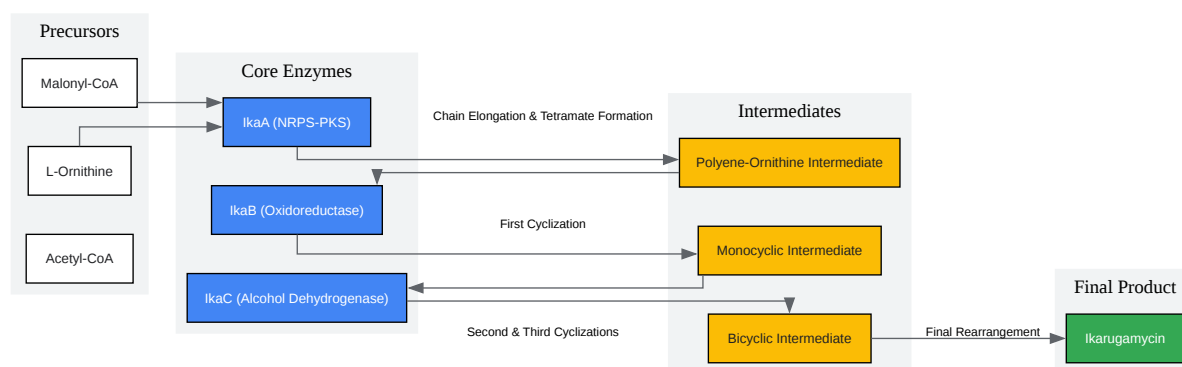 Precursors
Malonyl-CoA
L-Ornithine
Acetyl-CoA
Core Enzymes
IkaA (NRPS-PKS)
IkaB (Oxidoreductase)
IkaC (Alcohol Dehydrogenase)
Chain Elongation & Tetramate Formation
First Cyclization
Second & Third Cyclizations
Intermediates
Polyene-Ornithine Intermediate
Monocyclic Intermediate
Bicyclic Intermediate
Final Rearrangement
Final Product
Ikarugamycin